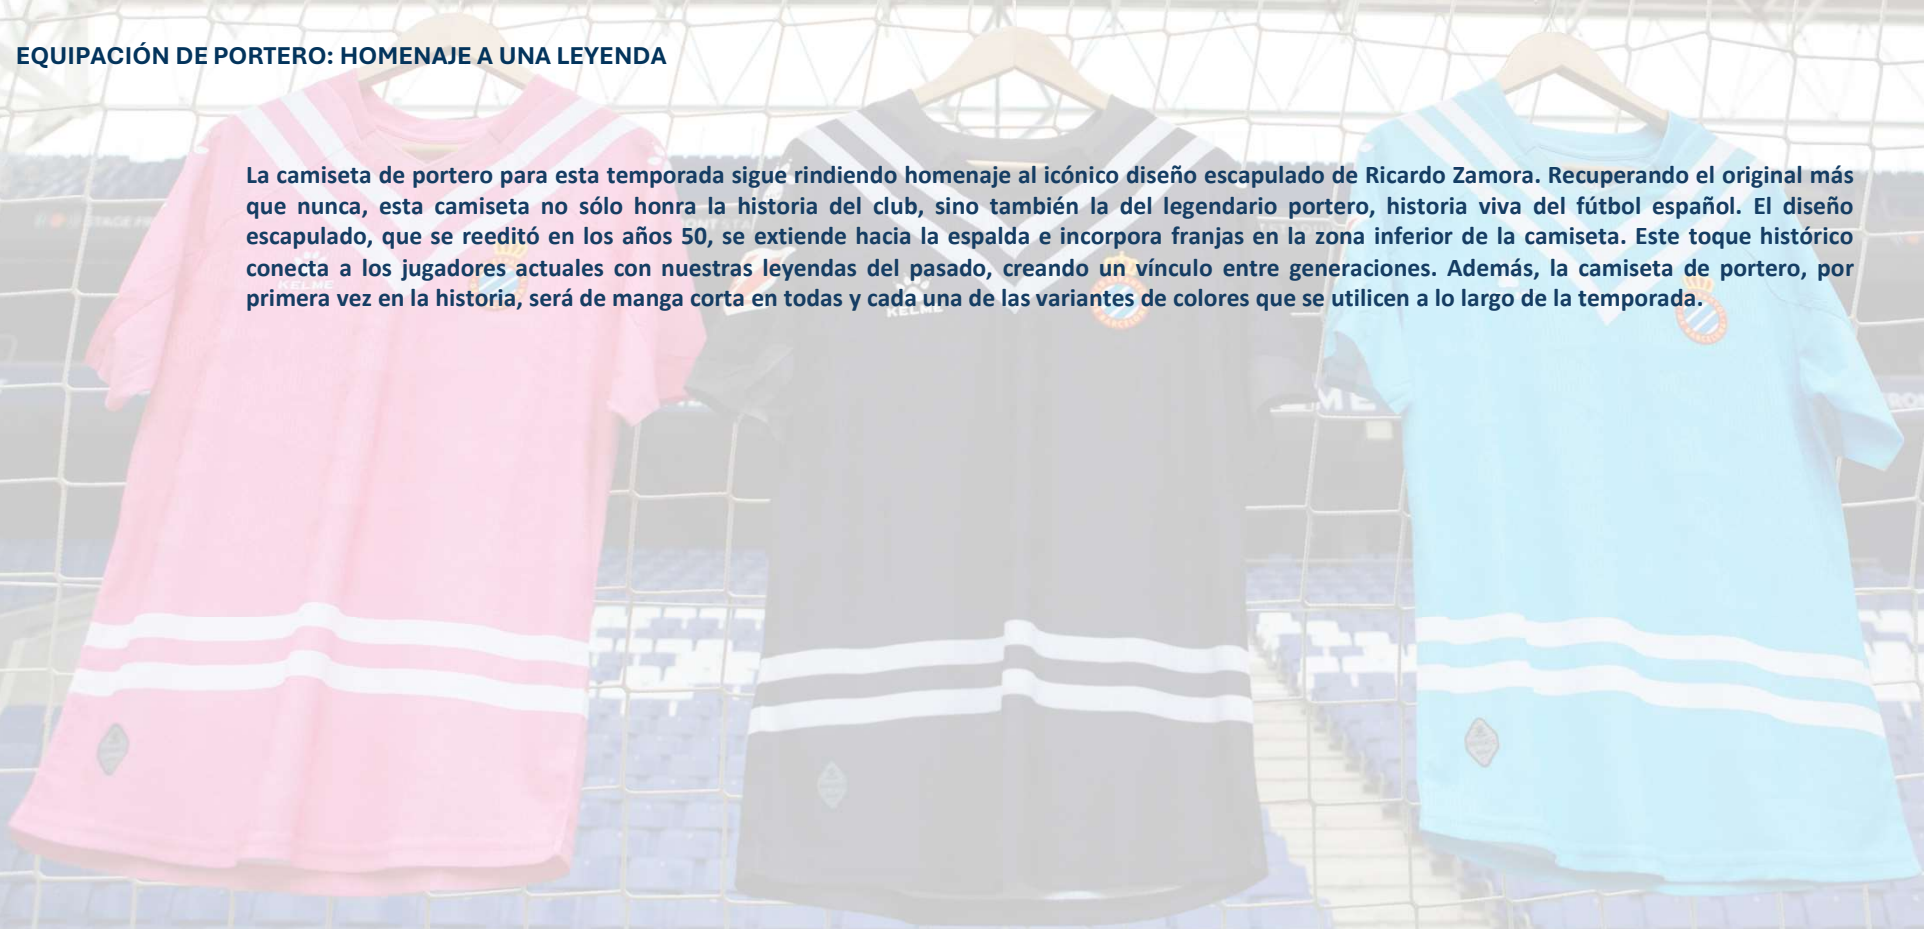 EQUIPACIÓN DE PORTERO: HOMENAJE A UNA LEYENDA
La camiseta de portero para esta temporada sigue rindiendo homenaje al icónico diseño escapulado de Ricardo Zamora. Recuperando el original más
que nunca, esta camiseta no sólo honra la historia del club, sino también la del legendario portero, historia viva del fútbol español. El diseño
escapulado, que se reeditó en los años 50, se extiende hacia la espalda e incorpora franjas en la zona inferior de la camiseta. Este toque histórico
conecta a los jugadores actuales con nuestras leyendas del pasado, creando un vínculo entre generaciones. Además, la camiseta de portero, por
primera vez en la historia, será de manga corta en todas y cada una de las variantes de colores que se utilicen a lo largo de la temporada.
KELME
KELME